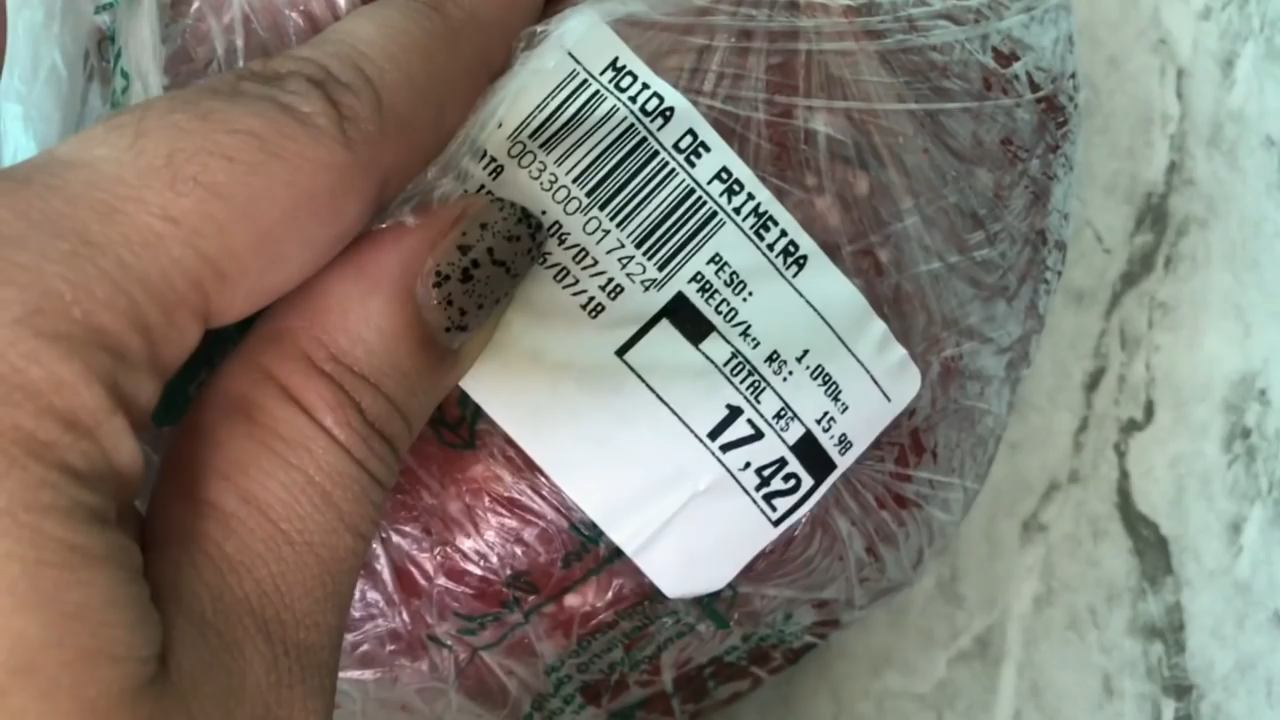 MOIDA DE PRIMEIRA
003300 017424
PESO: 1,090kg
PRECO/kg R$: 15,98
TOTAL R$
17,42
04/07/18
6/07/18